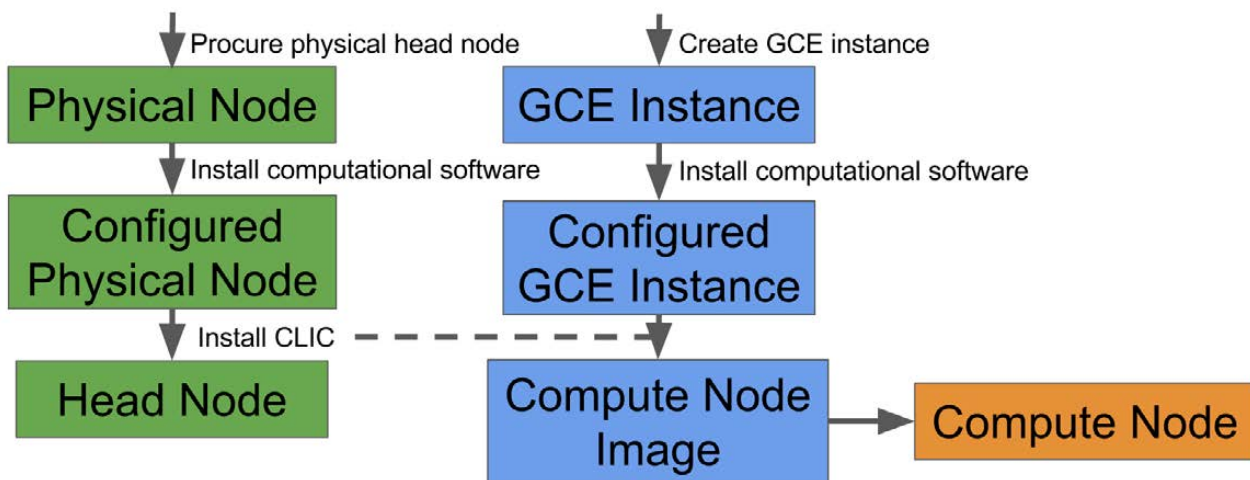 Procure physical head node
Create GCE instance
Physical Node
GCE Instance
Install computational software
Install computational software
Configured
Physical Node
Configured
GCE Instance
Install CLIC
Head Node
Compute Node
Image
Compute Node